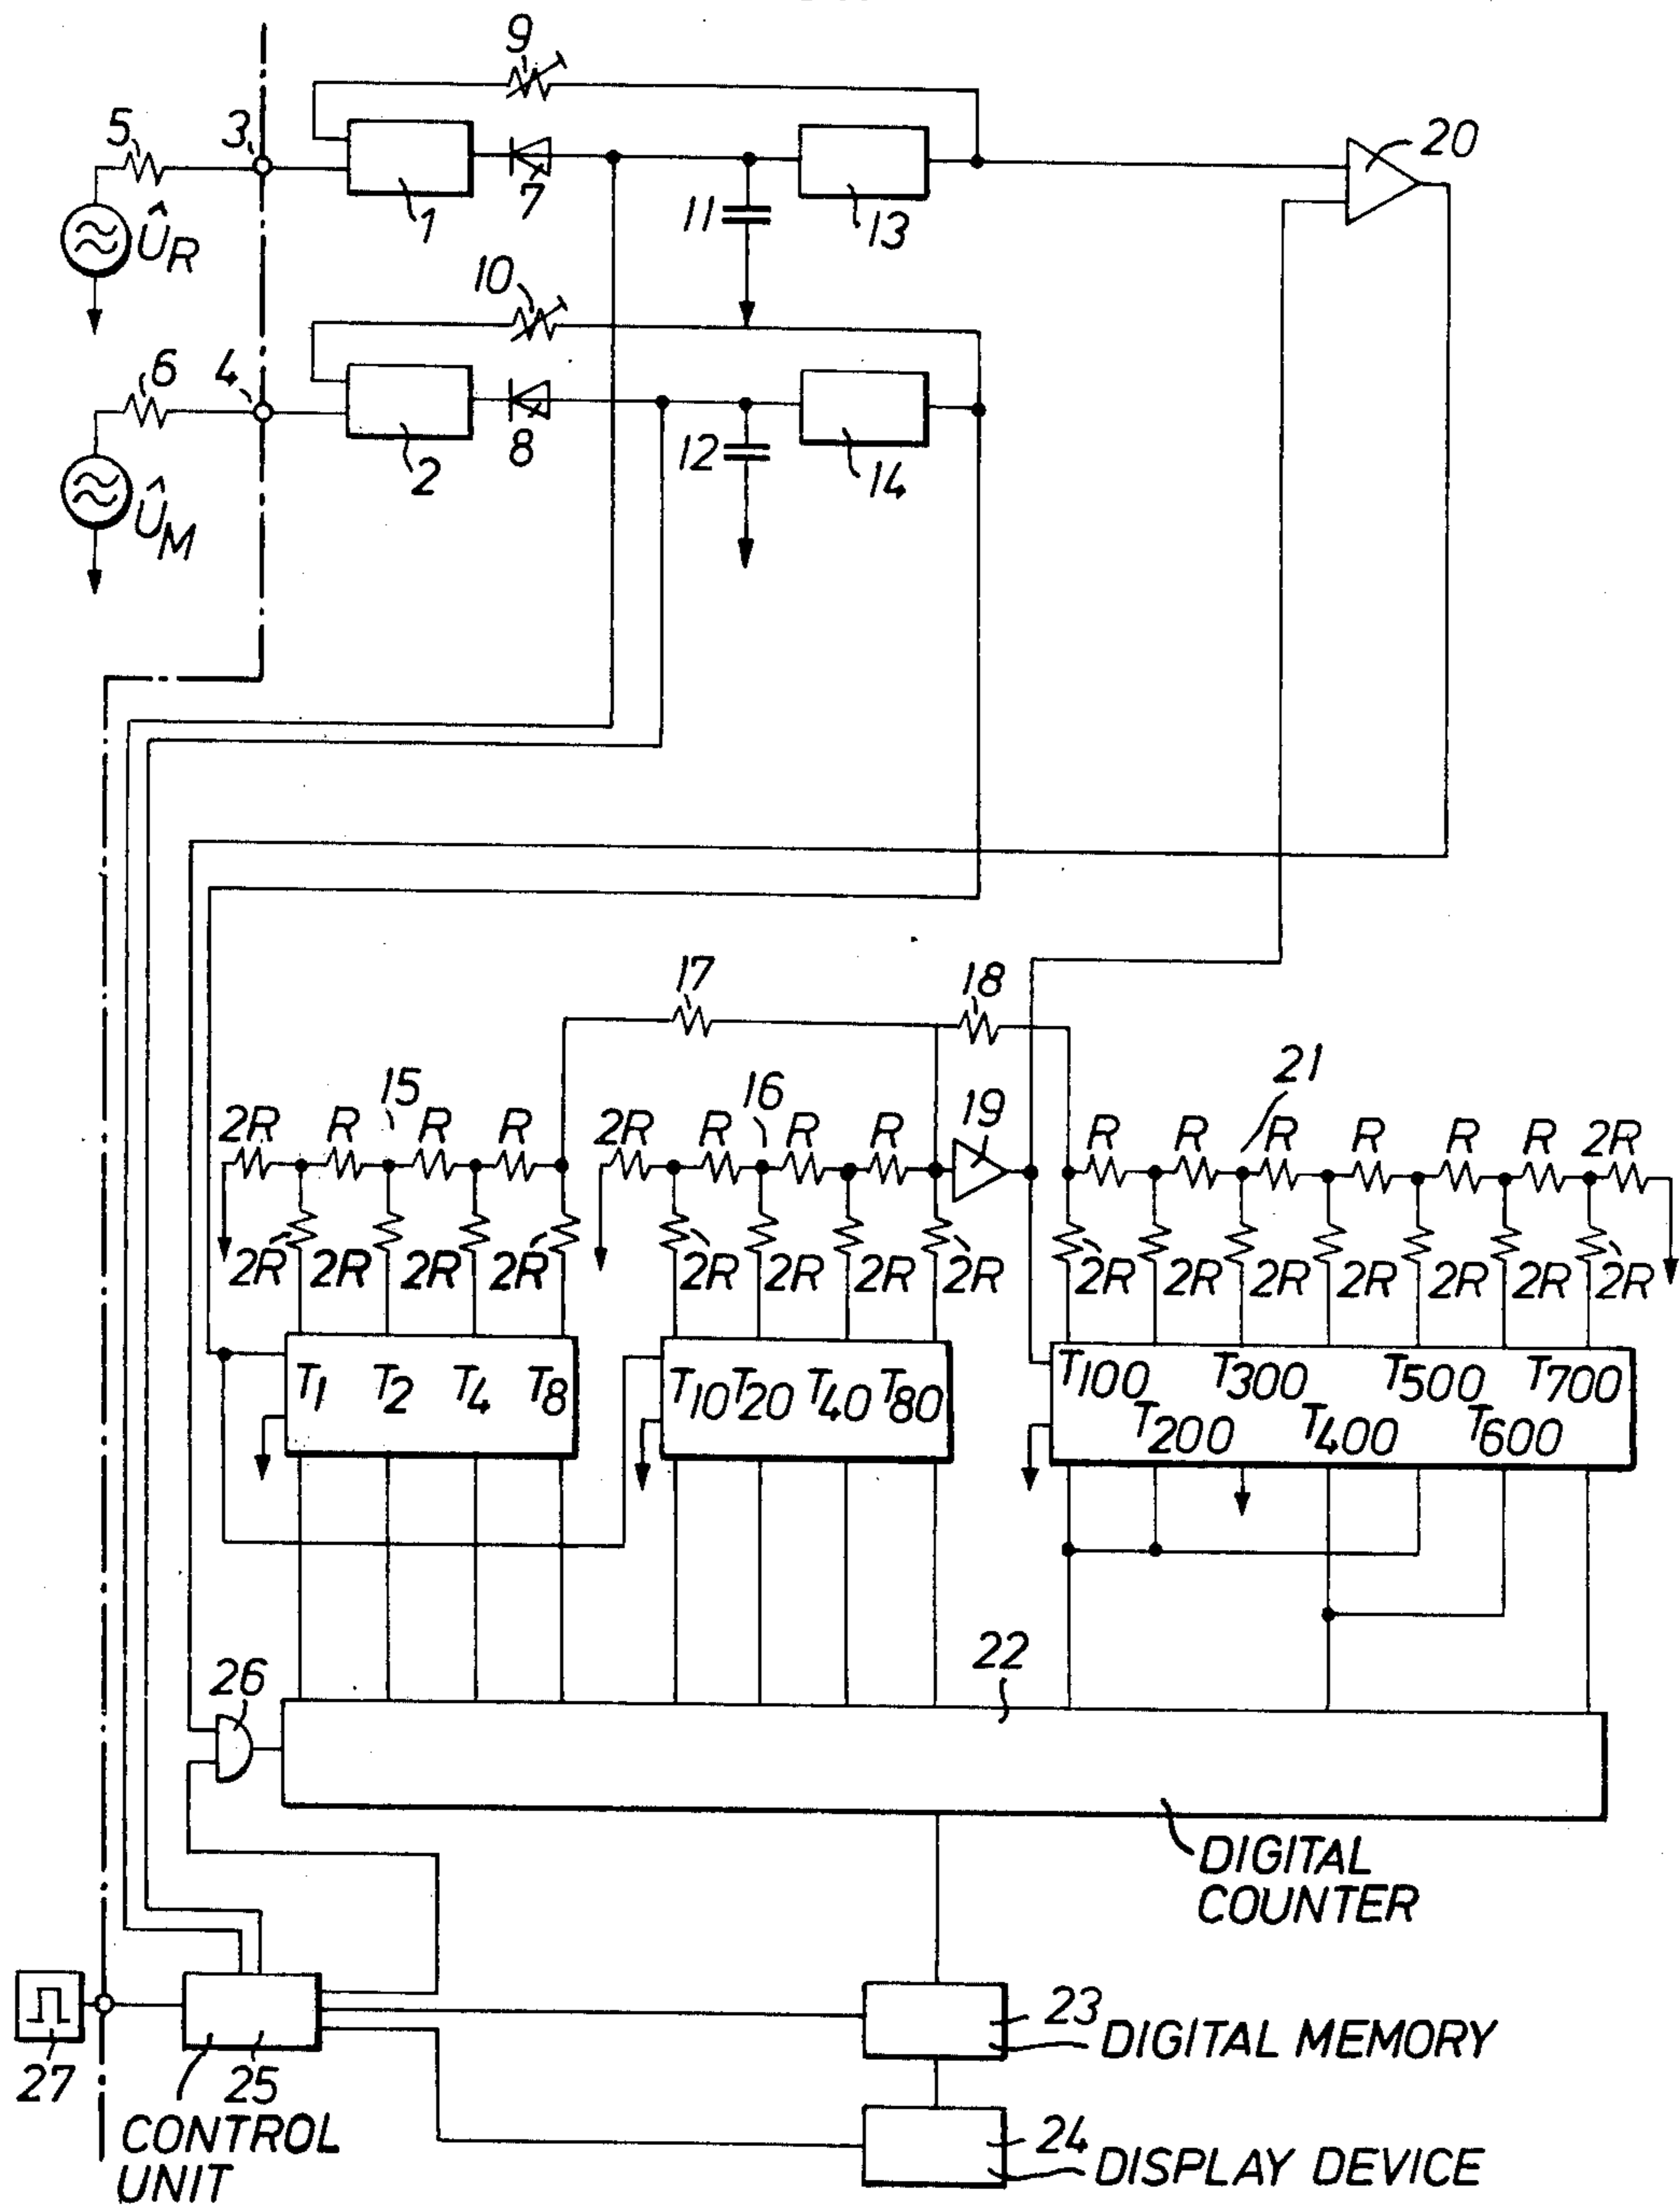 9
5 3 20
1 7 11 13
ÛR
10
6 4
2 8 12 14
ÛM
17 18
15 16 19 21
2R R R R 2R R R R R R R R R R 2R
2R 2R 2R 2R 2R 2R 2R 2R 2R 2R 2R 2R 2R 2R 2R
T1 T2 T4 T8 T10 T20 T40 T80 T100 T300 T500 T700
T200 T400 T600
26 22
DIGITAL
COUNTER
27 25 23 DIGITAL MEMORY
CONTROL
UNIT
24 DISPLAY DEVICE